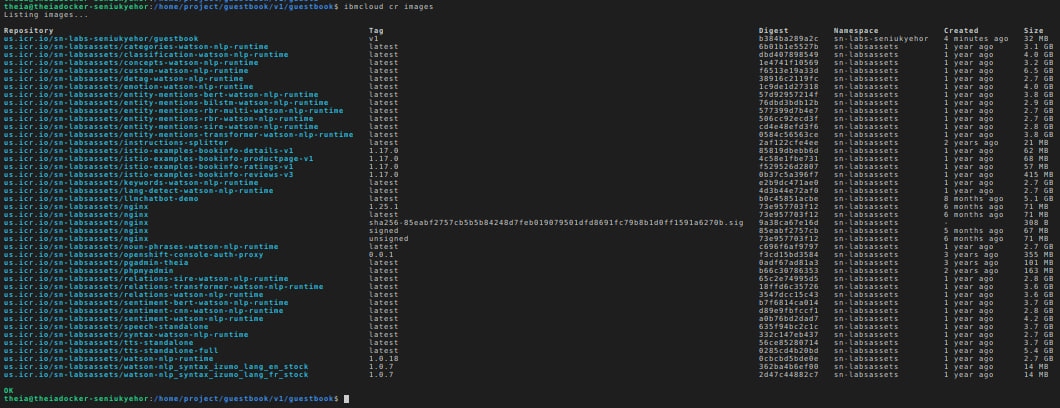 theia@theiadocker-seniukyehor:/home/project/guestbook/v1/guestbook$ ibmcloud cr images
Listing images...
Repository Tag Digest Namespace Created Size
us.icr.io/sn-labs-seniukyehor/guestbook v1 b384ba289a2c sn-labs-seniukyehor 4 minutes ago 32 MB
us.icr.io/sn-labsassets/categories-watson-nlp-runtime latest 6b01b1e5527b sn-labsassets 1 year ago 3.1 GB
us.icr.io/sn-labsassets/classification-watson-nlp-runtime latest dbd407898549 sn-labsassets 1 year ago 4.0 GB
us.icr.io/sn-labsassets/concepts-watson-nlp-runtime latest 1e4741f10569 sn-labsassets 1 year ago 3.2 GB
us.icr.io/sn-labsassets/custom-watson-nlp-runtime latest f6513e19a33d sn-labsassets 1 year ago 6.5 GB
us.icr.io/sn-labsassets/detag-watson-nlp-runtime latest 38916c2119fc sn-labsassets 1 year ago 2.7 GB
us.icr.io/sn-labsassets/emotion-watson-nlp-runtime latest 1c9de1d27318 sn-labsassets 1 year ago 4.0 GB
us.icr.io/sn-labsassets/entity-mentions-bert-watson-nlp-runtime latest 57d92957214f sn-labsassets 1 year ago 3.8 GB
us.icr.io/sn-labsassets/entity-mentions-bilstm-watson-nlp-runtime latest 76dbd3bdb12b sn-labsassets 1 year ago 2.9 GB
us.icr.io/sn-labsassets/entity-mentions-rbr-multi-watson-nlp-runtime latest 577399d7b4e7 sn-labsassets 1 year ago 2.7 GB
us.icr.io/sn-labsassets/entity-mentions-rbr-watson-nlp-runtime latest 506cc92ecd3f sn-labsassets 1 year ago 2.7 GB
us.icr.io/sn-labsassets/entity-mentions-sire-watson-nlp-runtime latest cd4e48efd3f6 sn-labsassets 1 year ago 2.8 GB
us.icr.io/sn-labsassets/entity-mentions-transformer-watson-nlp-runtime latest 0584c56563ce sn-labsassets 1 year ago 3.8 GB
us.icr.io/sn-labsassets/instructions-splitter latest 2af122cfe4ee sn-labsassets 2 years ago 21 MB
us.icr.io/sn-labsassets/istio-examples-bookinfo-details-v1 1.17.0 85819dbebb6d sn-labsassets 1 year ago 62 MB
us.icr.io/sn-labsassets/istio-examples-bookinfo-productpage-v1 1.17.0 4c58e1fbe731 sn-labsassets 1 year ago 68 MB
us.icr.io/sn-labsassets/istio-examples-bookinfo-ratings-v1 1.17.0 f529526d2807 sn-labsassets 1 year ago 57 MB
us.icr.io/sn-labsassets/istio-examples-bookinfo-reviews-v3 1.17.0 0b37c5a396f7 sn-labsassets 1 year ago 415 MB
us.icr.io/sn-labsassets/keywords-watson-nlp-runtime latest e2b9dc471ae0 sn-labsassets 1 year ago 2.7 GB
us.icr.io/sn-labsassets/lang-detect-watson-nlp-runtime latest 4d3b44e72af0 sn-labsassets 1 year ago 2.7 GB
us.icr.io/sn-labsassets/llmchatbot-demo latest b0c45851acbe sn-labsassets 8 months ago 5.1 GB
us.icr.io/sn-labsassets/nginx 1.25.1 73e957703f12 sn-labsassets 6 months ago 71 MB
us.icr.io/sn-labsassets/nginx latest 73e957703f12 sn-labsassets 6 months ago 71 MB
us.icr.io/sn-labsassets/nginx sha256-85eabf2757cb5b5b84248d7feb019079501dfd8691fc79b8b1d0ff1591a6270b.sig 9a38ca67e16d sn-labsassets - 308 B
us.icr.io/sn-labsassets/nginx signed 85eabf2757cb sn-labsassets 5 months ago 67 MB
us.icr.io/sn-labsassets/nginx unsigned 73e957703f12 sn-labsassets 6 months ago 71 MB
us.icr.io/sn-labsassets/noun-phrases-watson-nlp-runtime latest c696f6af9797 sn-labsassets 1 year ago 2.7 GB
us.icr.io/sn-labsassets/openshift-console-auth-proxy 0.0.1 f3cd15bd3584 sn-labsassets 3 years ago 355 MB
us.icr.io/sn-labsassets/pgadmin-theia latest 0adf67ad81a3 sn-labsassets 3 years ago 101 MB
us.icr.io/sn-labsassets/phpmyadmin latest b66c30786353 sn-labsassets 2 years ago 163 MB
us.icr.io/sn-labsassets/relations-sire-watson-nlp-runtime latest 65c2e74995d5 sn-labsassets 1 year ago 2.8 GB
us.icr.io/sn-labsassets/relations-transformer-watson-nlp-runtime latest 18ffd6c35726 sn-labsassets 1 year ago 3.6 GB
us.icr.io/sn-labsassets/relations-watson-nlp-runtime latest 3547dcc15c43 sn-labsassets 1 year ago 3.6 GB
us.icr.io/sn-labsassets/sentiment-bert-watson-nlp-runtime latest b7f6814ca014 sn-labsassets 1 year ago 3.7 GB
us.icr.io/sn-labsassets/sentiment-cnn-watson-nlp-runtime latest d89e9fbfccf1 sn-labsassets 1 year ago 2.8 GB
us.icr.io/sn-labsassets/sentiment-watson-nlp-runtime latest a0b76bd2dad7 sn-labsassets 1 year ago 4.2 GB
us.icr.io/sn-labsassets/speech-standalone latest 635f94bc2c1c sn-labsassets 1 year ago 3.7 GB
us.icr.io/sn-labsassets/syntax-watson-nlp-runtime latest 332c147eb437 sn-labsassets 1 year ago 2.7 GB
us.icr.io/sn-labsassets/tts-standalone latest 56ce85280714 sn-labsassets 1 year ago 3.7 GB
us.icr.io/sn-labsassets/tts-standalone-full latest 0285cd4b20bd sn-labsassets 1 year ago 5.4 GB
us.icr.io/sn-labsassets/watson-nlp-runtime 1.0.18 0cbcbd5bde0e sn-labsassets 1 year ago 2.7 GB
us.icr.io/sn-labsassets/watson-nlp_syntax_izumo_lang_en_stock 1.0.7 362ba4b6ef00 sn-labsassets 1 year ago 14 MB
us.icr.io/sn-labsassets/watson-nlp_syntax_izumo_lang_fr_stock 1.0.7 2d47c44882c7 sn-labsassets 1 year ago 14 MB
OK
theia@theiadocker-seniukyehor:/home/project/guestbook/v1/guestbook$